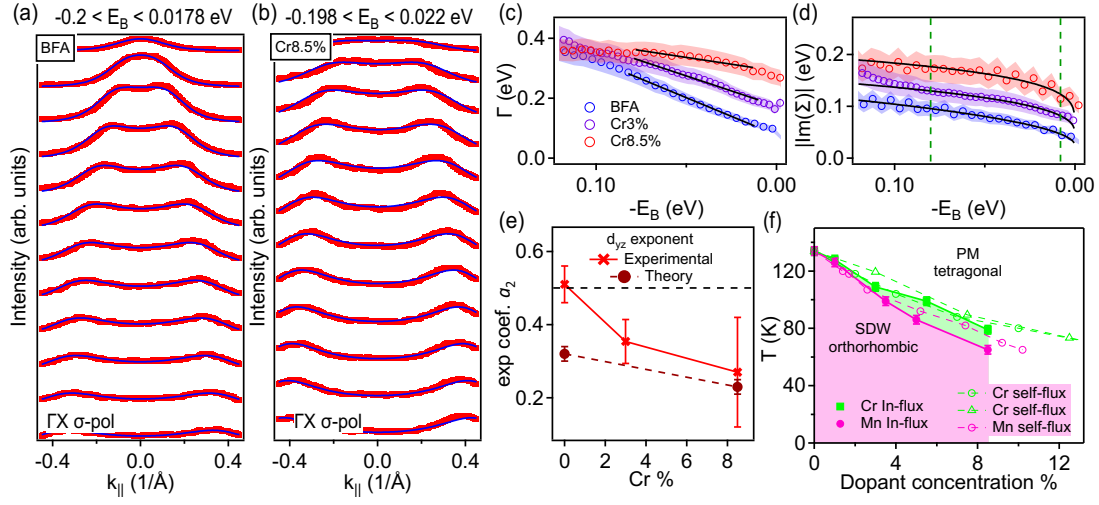 (a)
-0.2 < E_B < 0.0178 eV
BFA
Intensity (arb. units)
ΓX σ-pol
-0.4 0.0 0.4
k_|| (1/Å)
(b)
-0.198 < E_B < 0.022 eV
Cr8.5%
Intensity (arb. units)
ΓX σ-pol
-0.4 0.0 0.4
k_|| (1/Å)
(c)
0.4
0.2
0.0
Γ (eV)
BFA
Cr3%
Cr8.5%
0.10 0.00
-E_B (eV)
(d)
0.2
0.1
0.0
|Im(Σ)| (eV)
0.10 0.00
-E_B (eV)
(e)
0.6
0.4
0.2
exp coef. a_2
d_yz exponent
Experimental
Theory
0 2 4 6 8
Cr %
(f)
120
80
40
0
T (K)
PM
tetragonal
SDW
orthorhombic
Cr In-flux
Mn In-flux
Cr self-flux
Cr self-flux
Mn self-flux
0 4 8 12
Dopant concentration %